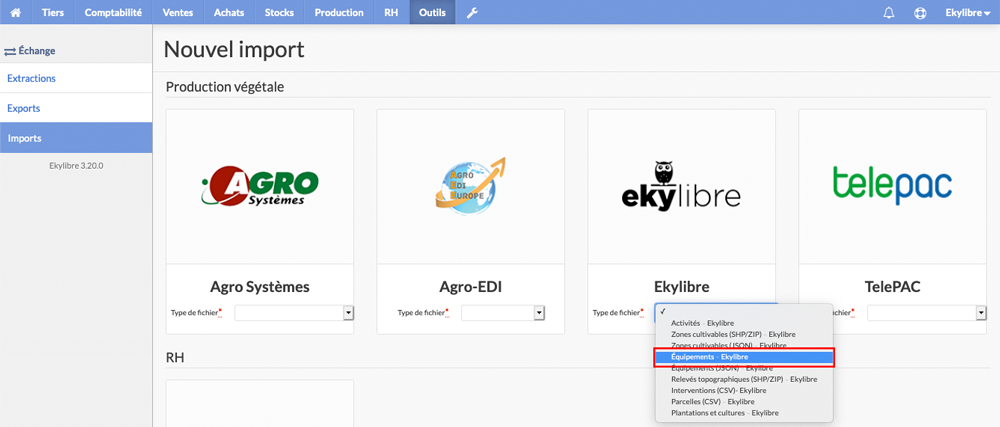 Tiers Comptabilité Ventes Achats Stocks Production RH Outils Ekylibre
Échange
Extractions
Exports
Imports
Ekylibre 3.20.0
Nouvel import
Production végétale
AGRO
Systèmes
AGRO
EDI
EUROPE
ekylibre
telepac
Agro Systèmes
Agro-EDI
Ekylibre
TelePAC
Type de fichier*
Type de fichier*
Type de fichier*
Type de fichier*
Activités - Ekylibre
Zones cultivables (SHP/ZIP) - Ekylibre
Zones cultivables (JSON) - Ekylibre
Équipements - Ekylibre
Équipements (JSON) - Ekylibre
Relevés topographiques (SHP/ZIP) - Ekylibre
Interventions (CSV)- Ekylibre
Parcelles (CSV) - Ekylibre
Plantations et cultures - Ekylibre
RH